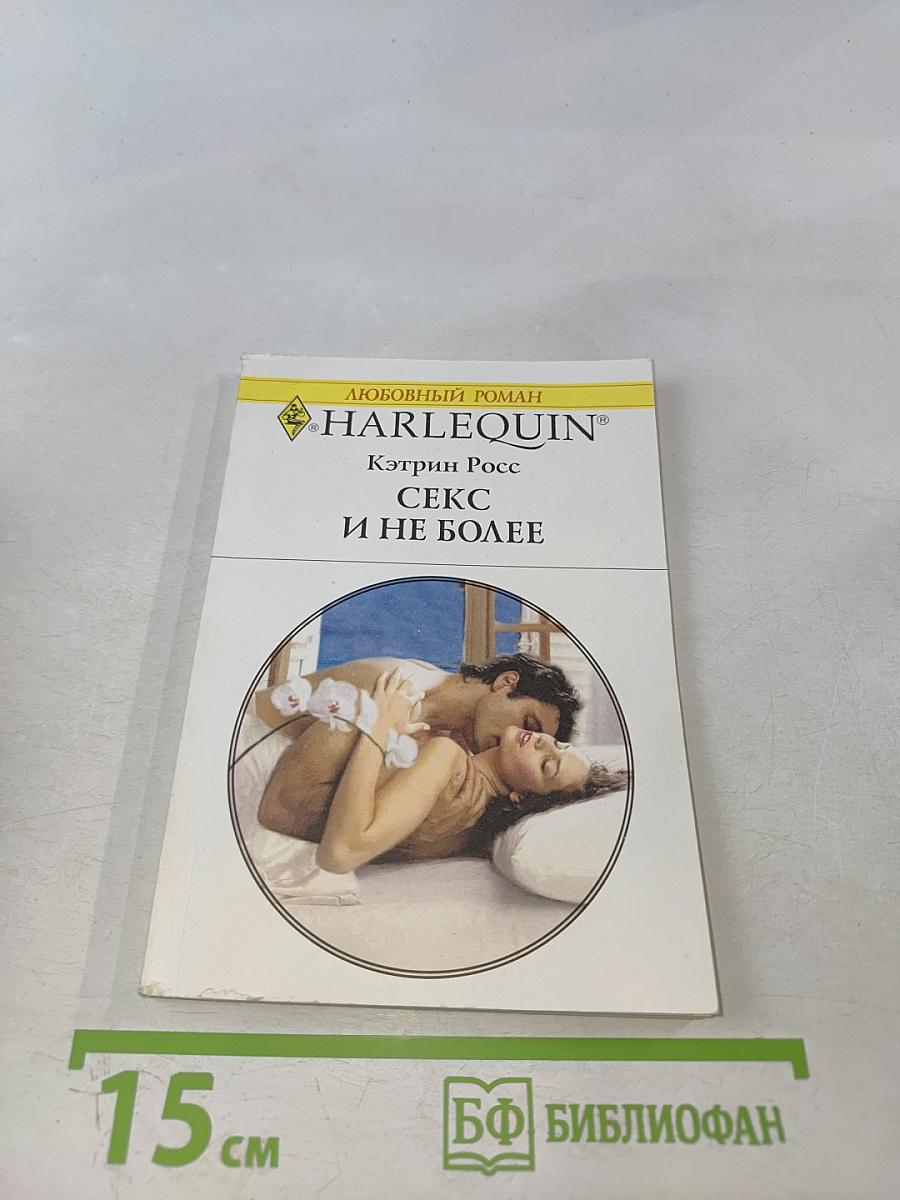 ЛЮБОВНЫЙ РОМАН
®HARLEQUIN®
Кэтрин Росс
СЕКС
И НЕ БОЛЕЕ
15 см
БФ БИБЛИОФАН